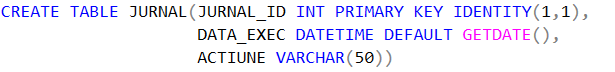 CREATE TABLE JURNAL(JURNAL_ID INT PRIMARY KEY IDENTITY(1,1),
DATA_EXEC DATETIME DEFAULT GETDATE(),
ACTIUNE VARCHAR(50))